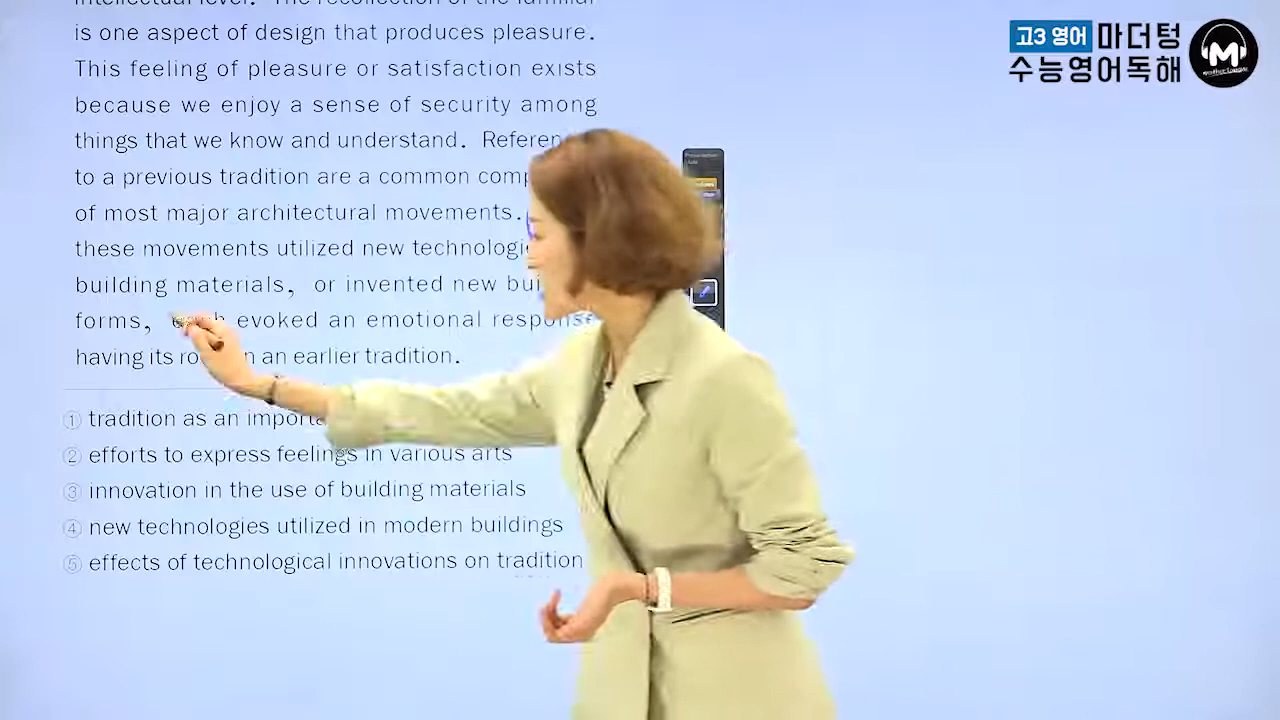 is one aspect of design that produces pleasure.
This feeling of pleasure or satisfaction exists
because we enjoy a sense of security among
things that we know and understand. Referen
to a previous tradition are a common comp
of most major architectural movements.
these movements utilized new technologi
building materials, or invented new bui
forms, each evoked an emotional response
having its ro n an earlier tradition.
① tradition as an importa
② efforts to express feelings in various arts
③ innovation in the use of building materials
④ new technologies utilized in modern buildings
⑤ effects of technological innovations on tradition
고3 영어 마더텅
수능영어독해
M